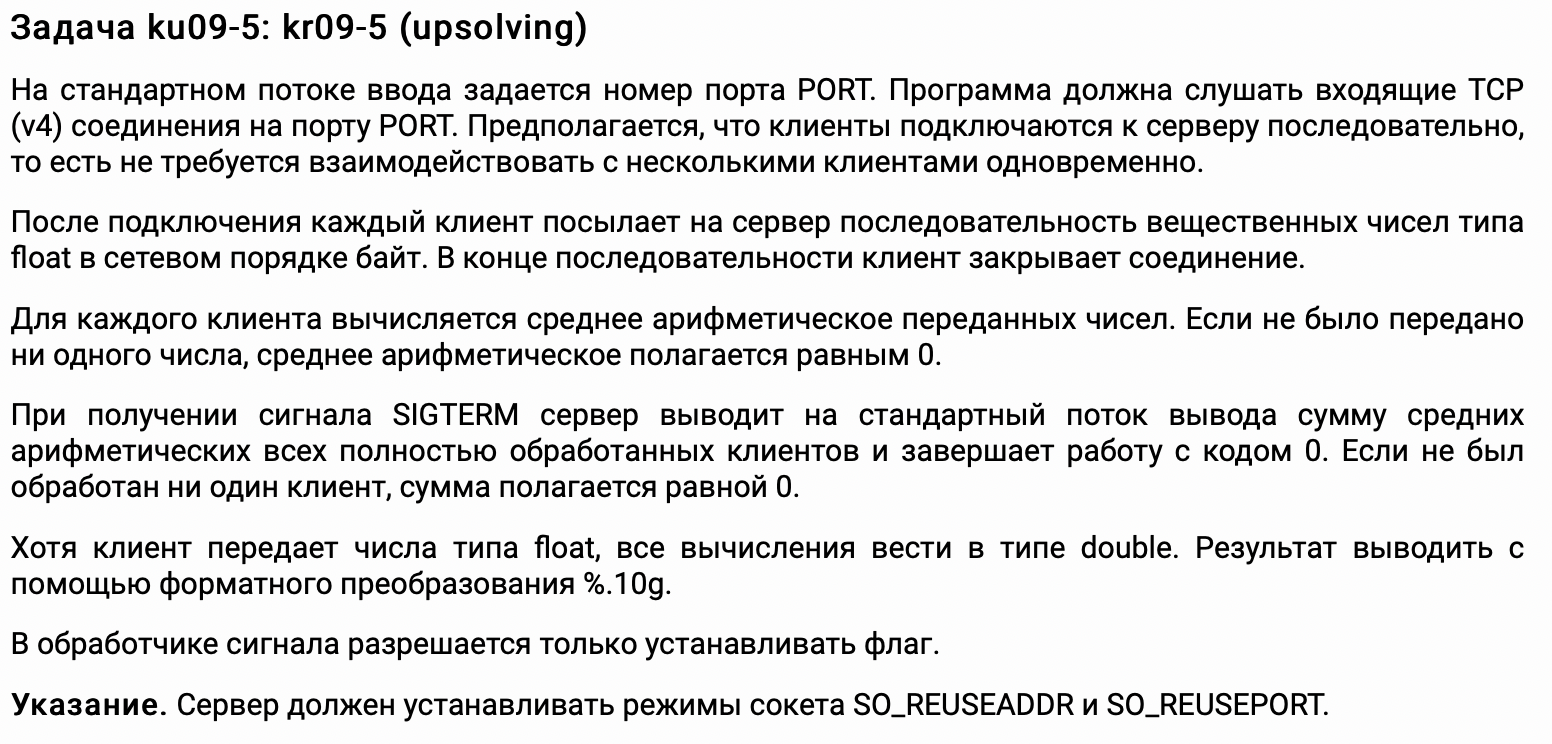 Задача ku09-5: kr09-5 (upsolving)
На стандартном потоке ввода задается номер порта PORT. Программа должна слушать входящие TCP
(v4) соединения на порту PORT. Предполагается, что клиенты подключаются к серверу последовательно,
то есть не требуется взаимодействовать с несколькими клиентами одновременно.
После подключения каждый клиент посылает на сервер последовательность вещественных чисел типа
float в сетевом порядке байт. В конце последовательности клиент закрывает соединение.
Для каждого клиента вычисляется среднее арифметическое переданных чисел. Если не было передано
ни одного числа, среднее арифметическое полагается равным 0.
При получении сигнала SIGTERM сервер выводит на стандартный поток вывода сумму средних
арифметических всех полностью обработанных клиентов и завершает работу с кодом 0. Если не был
обработан ни один клиент, сумма полагается равной 0.
Хотя клиент передает числа типа float, все вычисления вести в типе double. Результат выводить с
помощью форматного преобразования %.10g.
В обработчике сигнала разрешается только устанавливать флаг.
Указание. Сервер должен устанавливать режимы сокета SO_REUSEADDR и SO_REUSEPORT.